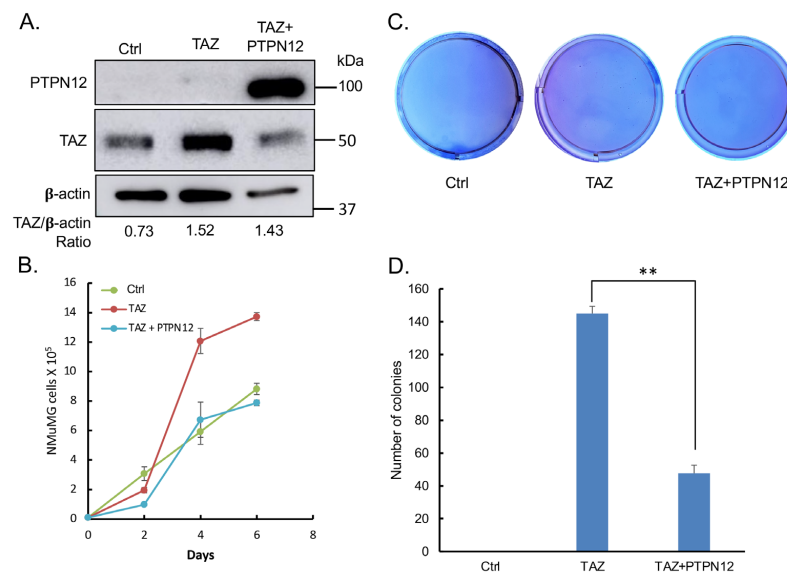 A.
Ctrl
TAZ
TAZ+
PTPN12
kDa
PTPN12
100
TAZ
50
β-actin
37
TAZ/β-actin
Ratio
0.73 1.52 1.43
B.
Ctrl
TAZ
TAZ + PTPN12
NMuMG cells X 10⁵
16
14
12
10
8
6
4
2
0
0 2 4 6 8
Days
C.
Ctrl TAZ TAZ+PTPN12
D.
**
Number of colonies
160
140
120
100
80
60
40
20
0
Ctrl TAZ TAZ+PTPN12